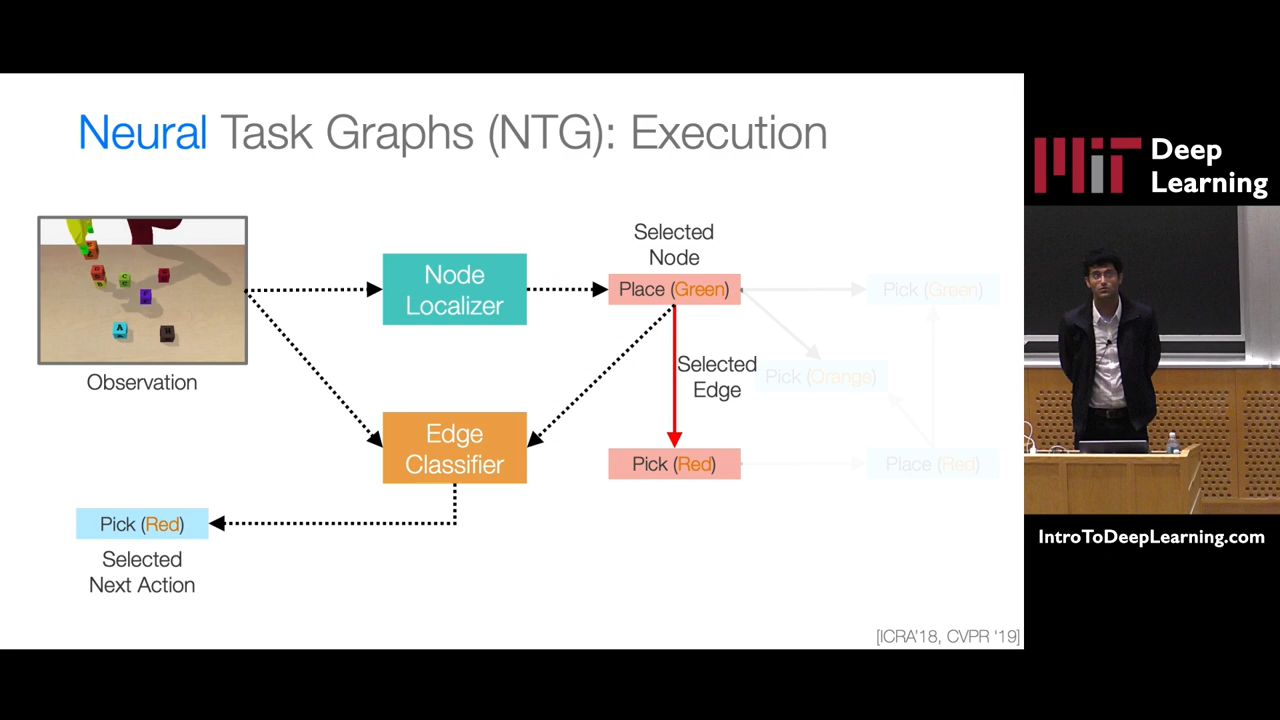 Neural Task Graphs (NTG): Execution
MIT Deep
Learning
Selected
Node
Node
Localizer
Place (Green)
Pick (Green)
Observation
Selected
Edge
Pick (Orange)
Edge
Classifier
Pick (Red)
Place (Red)
Pick (Red)
Selected
Next Action
IntroToDeepLearning.com
[ICRA'18, CVPR '19]